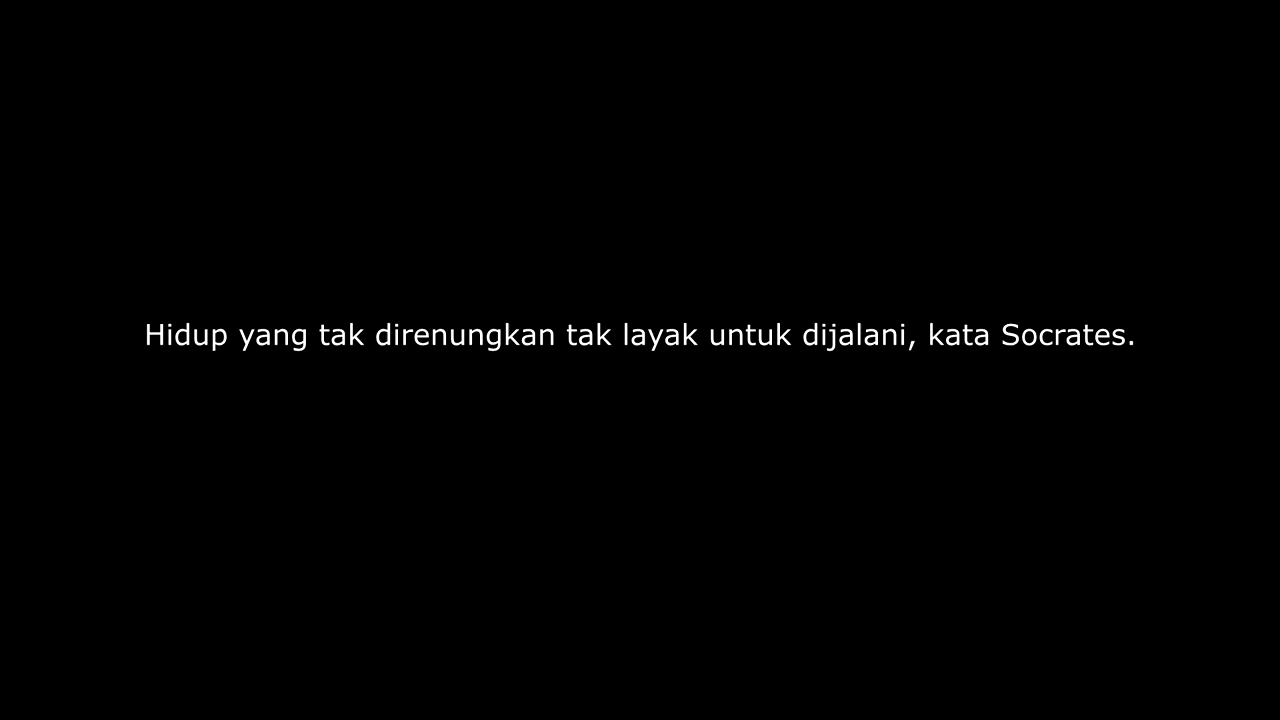 Hidup yang tak direnungkan tak layak untuk dijalani, kata Socrates.